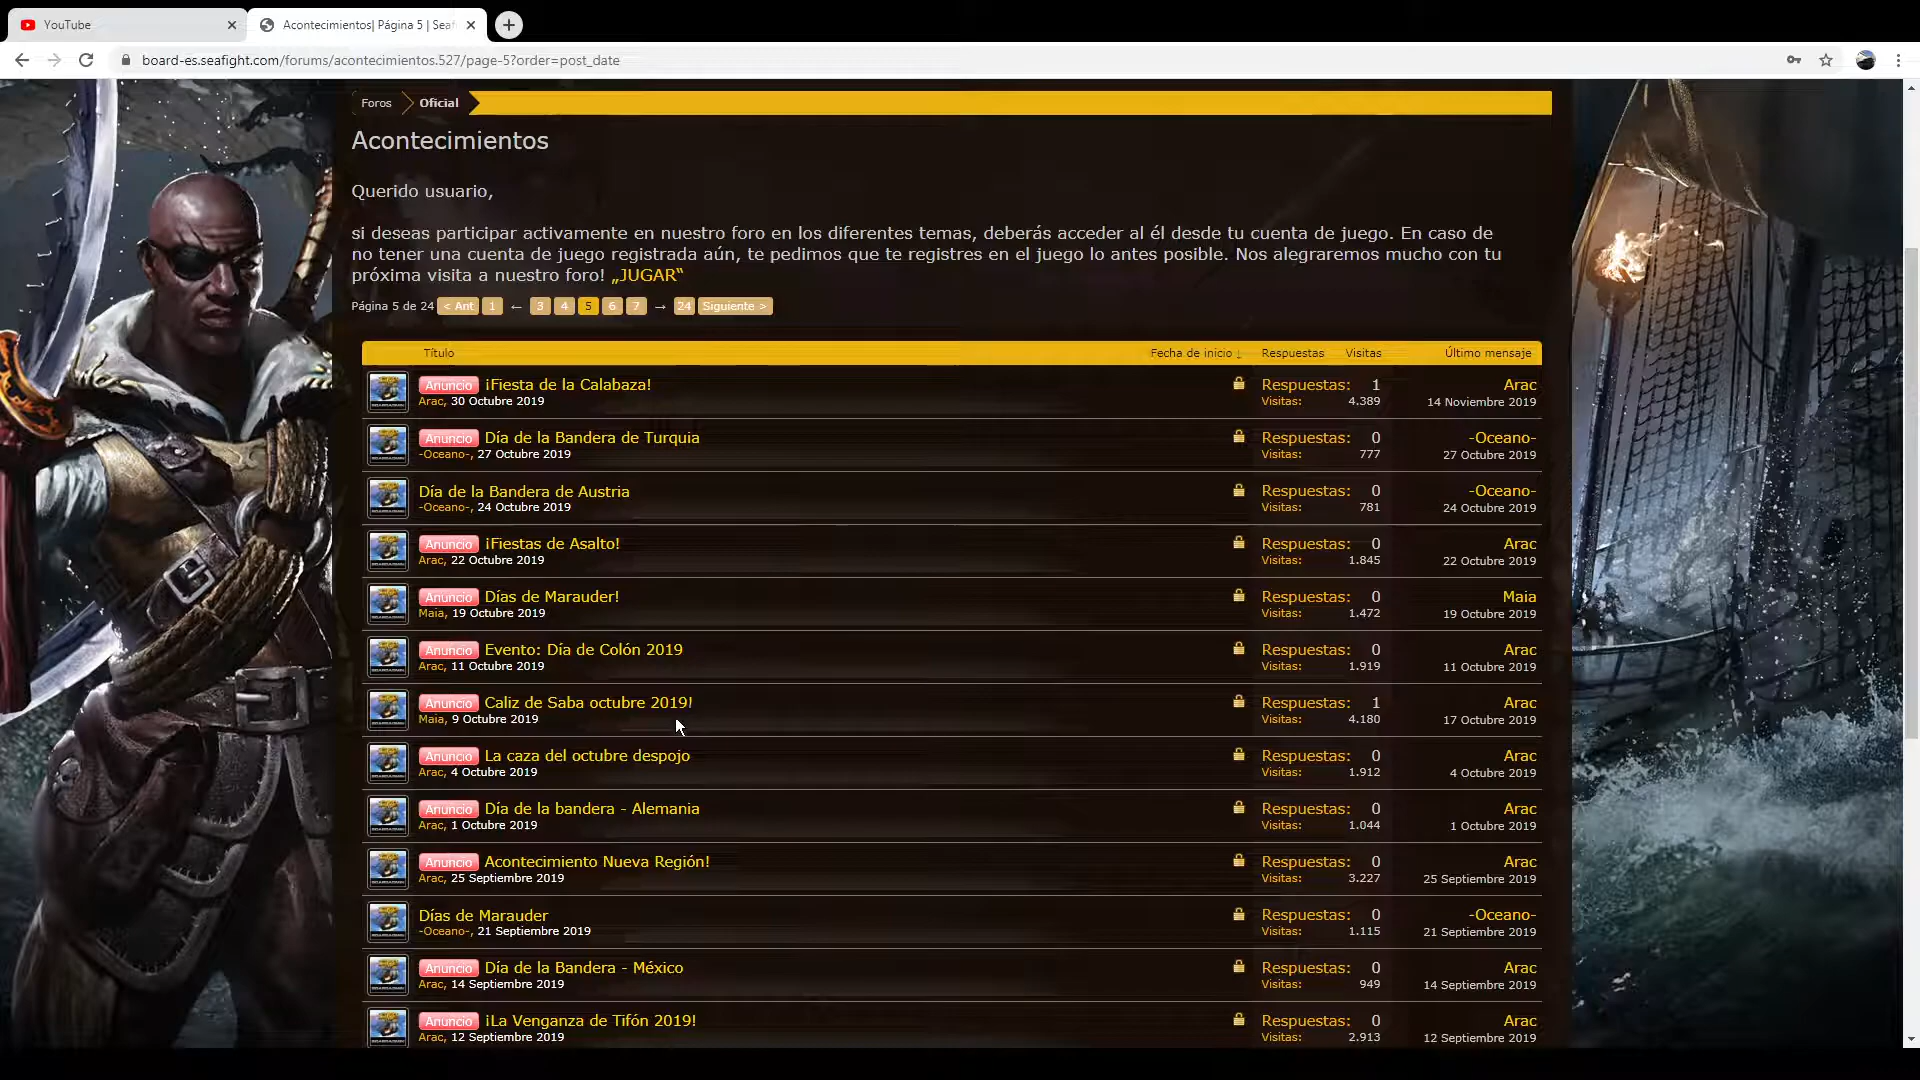 YouTube
Acontecimientos| Página 5 | Seaf
board-es.seafight.com/forums/acontecimientos.527/page-5?order=post_date
Foros Oficial
Acontecimientos
Querido usuario,
si deseas participar activamente en nuestro foro en los diferentes temas, deberás acceder al él desde tu cuenta de juego. En caso de
no tener una cuenta de juego registrada aún, te pedimos que te registres en el juego lo antes posible. Nos alegraremos mucho con tu
próxima visita a nuestro foro! „JUGAR“
Página 5 de 24 < Ant 1 ← 3 4 5 6 7 → 24 Siguiente >
Título Fecha de inicio ↓ Respuestas Visitas Último mensaje
Anuncio ¡Fiesta de la Calabaza! Respuestas: 1 Arac
Arac, 30 Octubre 2019 Visitas: 4.389 14 Noviembre 2019
Anuncio Día de la Bandera de Turquia Respuestas: 0 -Oceano-
-Oceano-, 27 Octubre 2019 Visitas: 777 27 Octubre 2019
Día de la Bandera de Austria Respuestas: 0 -Oceano-
-Oceano-, 24 Octubre 2019 Visitas: 781 24 Octubre 2019
Anuncio ¡Fiestas de Asalto! Respuestas: 0 Arac
Arac, 22 Octubre 2019 Visitas: 1.845 22 Octubre 2019
Anuncio Días de Marauder! Respuestas: 0 Maia
Maia, 19 Octubre 2019 Visitas: 1.472 19 Octubre 2019
Anuncio Evento: Día de Colón 2019 Respuestas: 0 Arac
Arac, 11 Octubre 2019 Visitas: 1.919 11 Octubre 2019
Anuncio Caliz de Saba octubre 2019! Respuestas: 1 Arac
Maia, 9 Octubre 2019 Visitas: 4.180 17 Octubre 2019
Anuncio La caza del octubre despojo Respuestas: 0 Arac
Arac, 4 Octubre 2019 Visitas: 1.912 4 Octubre 2019
Anuncio Día de la bandera - Alemania Respuestas: 0 Arac
Arac, 1 Octubre 2019 Visitas: 1.044 1 Octubre 2019
Anuncio Acontecimiento Nueva Región! Respuestas: 0 Arac
Arac, 25 Septiembre 2019 Visitas: 3.227 25 Septiembre 2019
Días de Marauder Respuestas: 0 -Oceano-
-Oceano-, 21 Septiembre 2019 Visitas: 1.115 21 Septiembre 2019
Anuncio Día de la Bandera - México Respuestas: 0 Arac
Arac, 14 Septiembre 2019 Visitas: 949 14 Septiembre 2019
Anuncio ¡La Venganza de Tifón 2019! Respuestas: 0 Arac
Arac, 12 Septiembre 2019 Visitas: 2.913 12 Septiembre 2019